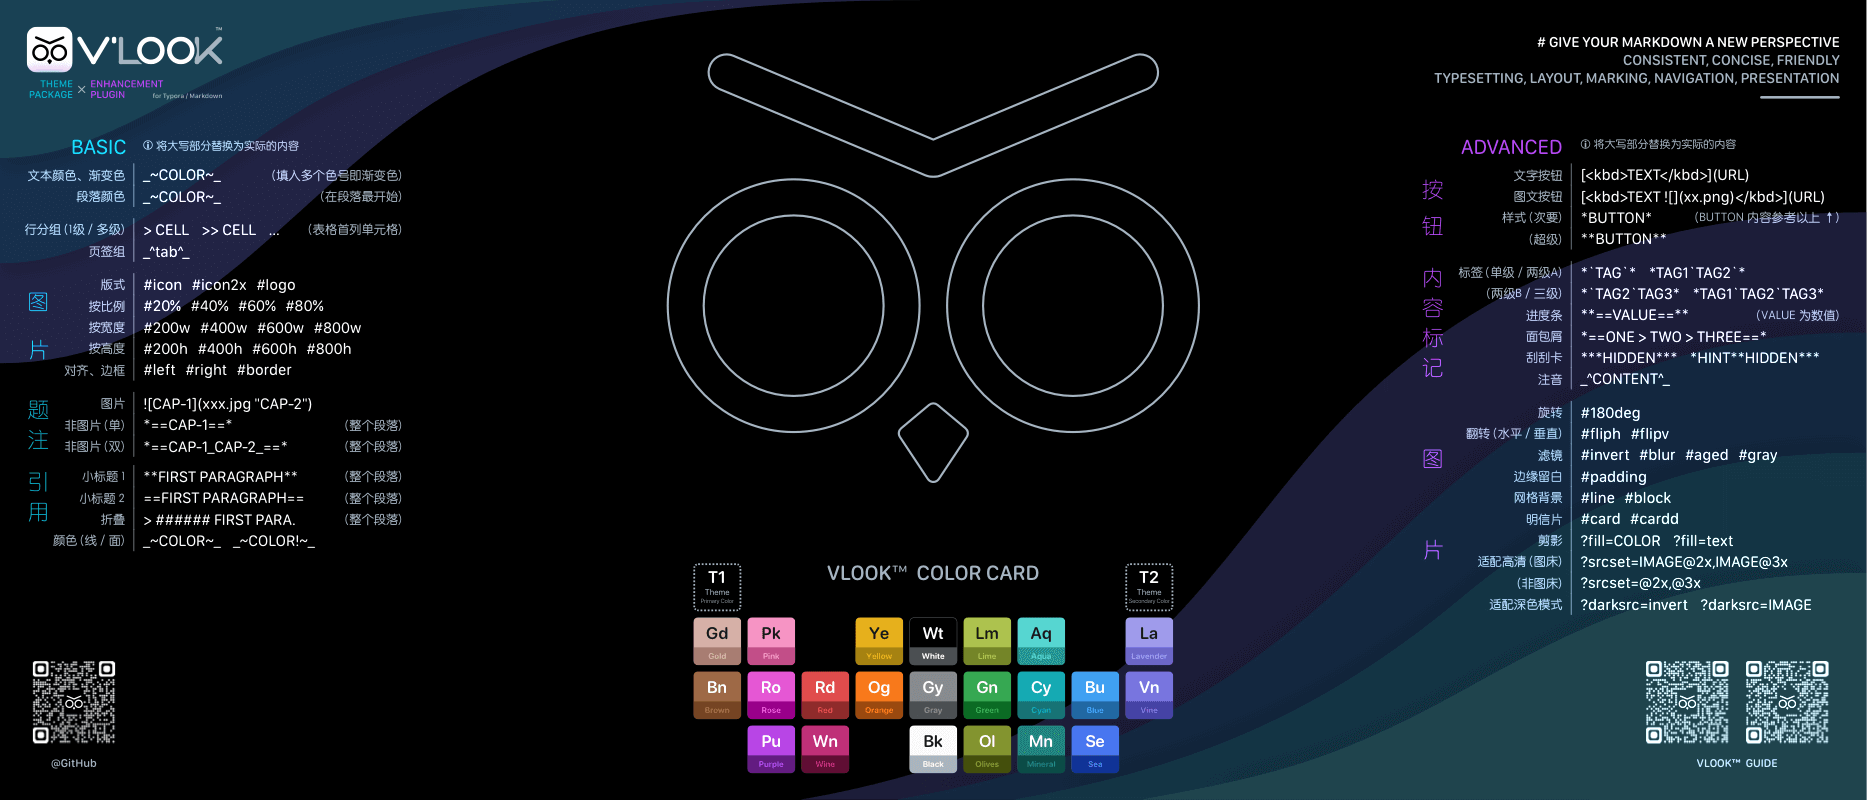 V'LOOK™
THEME PACKAGE × ENHANCEMENT PLUGIN
for Typora / Markdown
# GIVE YOUR MARKDOWN A NEW PERSPECTIVE
CONSISTENT, CONCISE, FRIENDLY
TYPESETTING, LAYOUT, MARKING, NAVIGATION, PRESENTATION
BASIC ⓘ 将大写部分替换为实际的内容
文本颜色、渐变色 _~COLOR~_ (填入多个色号即渐变色)
段落颜色 _~COLOR~_ (在段落最开始)
行分组 (1级 / 多级) > CELL >> CELL ... (表格首列单元格)
页签组 _^tab^_
图片
版式 #icon #icon2x #logo
按比例 #20% #40% #60% #80%
按宽度 #200w #400w #600w #800w
按高度 #200h #400h #600h #800h
对齐、边框 #left #right #border
题注
图片 ![CAP-1](xxx.jpg "CAP-2")
非图片 (单) *==CAP-1==* (整个段落)
非图片 (双) *==CAP-1_CAP-2_==* (整个段落)
引用
小标题 1 **FIRST PARAGRAPH** (整个段落)
小标题 2 ==FIRST PARAGRAPH== (整个段落)
折叠 > ###### FIRST PARA. (整个段落)
颜色 (线 / 面) _~COLOR~_ _~COLOR!~_
@GitHub
VLOOK™ COLOR CARD
T1 Theme Primary Color
T2 Theme Secondary Color
Gd Gold
Pk Pink
Ye Yellow
Wt White
Lm Lime
Aq Aqua
La Lavender
Bn Brown
Ro Rose
Rd Red
Og Orange
Gy Gray
Gn Green
Cy Cyan
Bu Blue
Vn Vine
Pu Purple
Wn Wine
Bk Black
Ol Olives
Mn Mineral
Se Sea
ADVANCED ⓘ 将大写部分替换为实际的内容
按钮
文字按钮 [<kbd>TEXT</kbd>](URL)
图文按钮 [<kbd>TEXT ![](xx.png)</kbd>](URL)
样式 (次要) *BUTTON* (BUTTON 内容参考以上 ↑)
(超级) **BUTTON**
内容标记
标签 (单级 / 两级A) *`TAG`* *TAG1`TAG2`*
(两级B / 三级) *`TAG2`TAG3* *TAG1`TAG2`TAG3*
进度条 **==VALUE==** (VALUE 为数值)
面包屑 *==ONE > TWO > THREE==*
刮刮卡 ***HIDDEN*** *HINT**HIDDEN***
注音 _^CONTENT^_
图片
旋转 #180deg
翻转 (水平 / 垂直) #fliph #flipv
滤镜 #invert #blur #aged #gray
边缘留白 #padding
网格背景 #line #block
明信片 #card #cardd
剪影 ?fill=COLOR ?fill=text
适配高清 (图床) ?srcset=IMAGE@2x,IMAGE@3x
(非图床) ?srcset=@2x,@3x
适配深色模式 ?darksrc=invert ?darksrc=IMAGE
VLOOK™ GUIDE